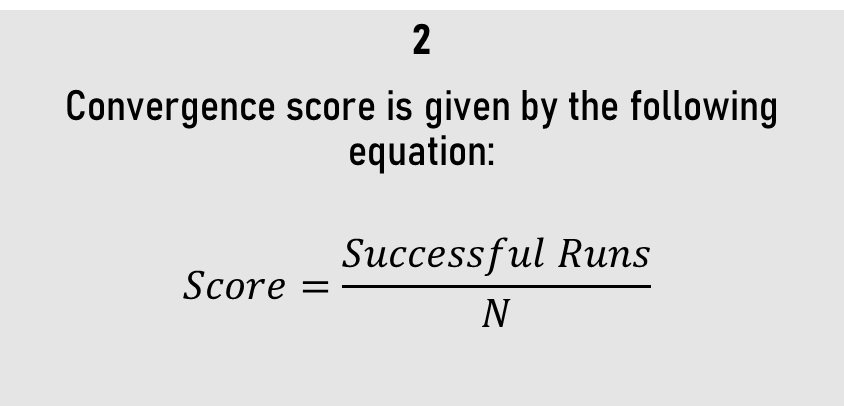 2
Convergence score is given by the following
equation:
Successful Runs
Score =
N